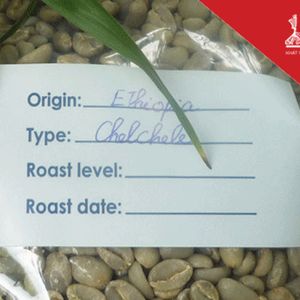 Origin: Ethiopia
Type: Chelchele
Roast level:
Roast date: